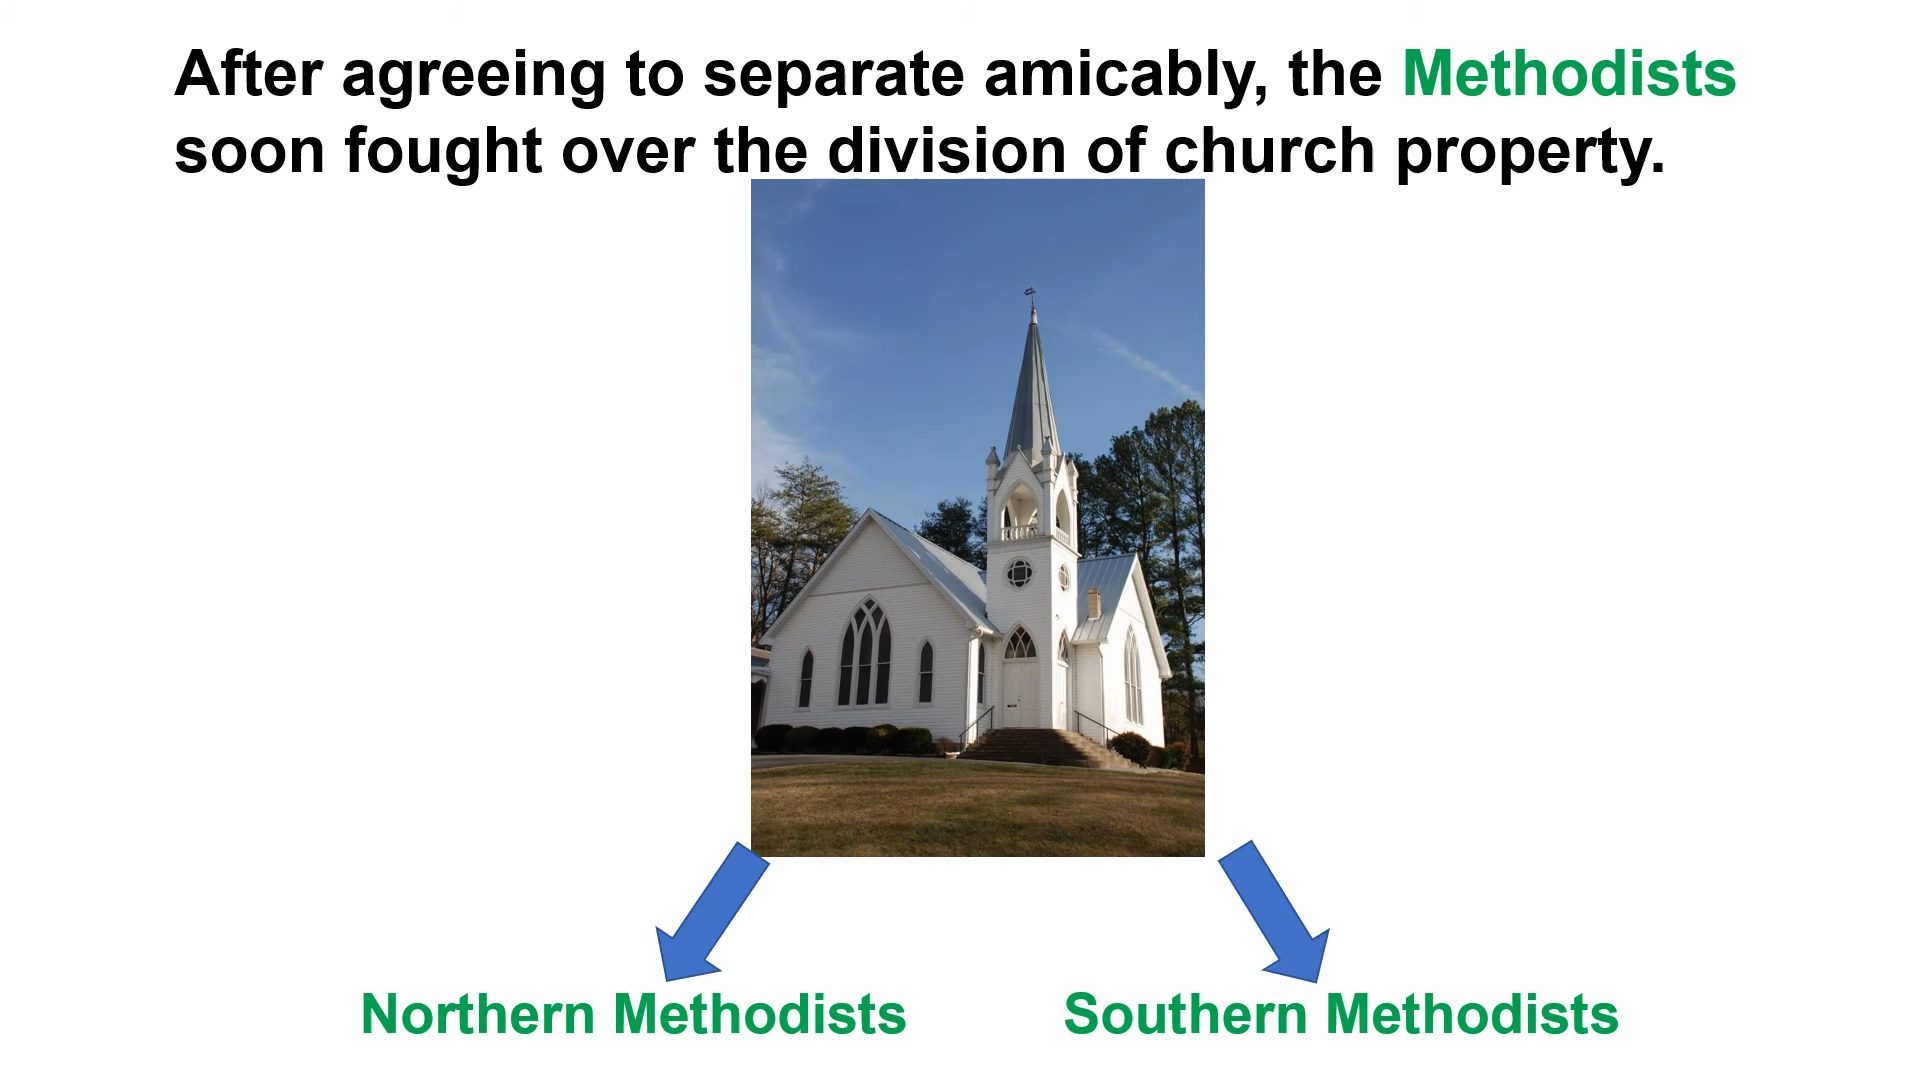 After agreeing to separate amicably, the Methodists
soon fought over the division of church property.
Northern Methodists
Southern Methodists